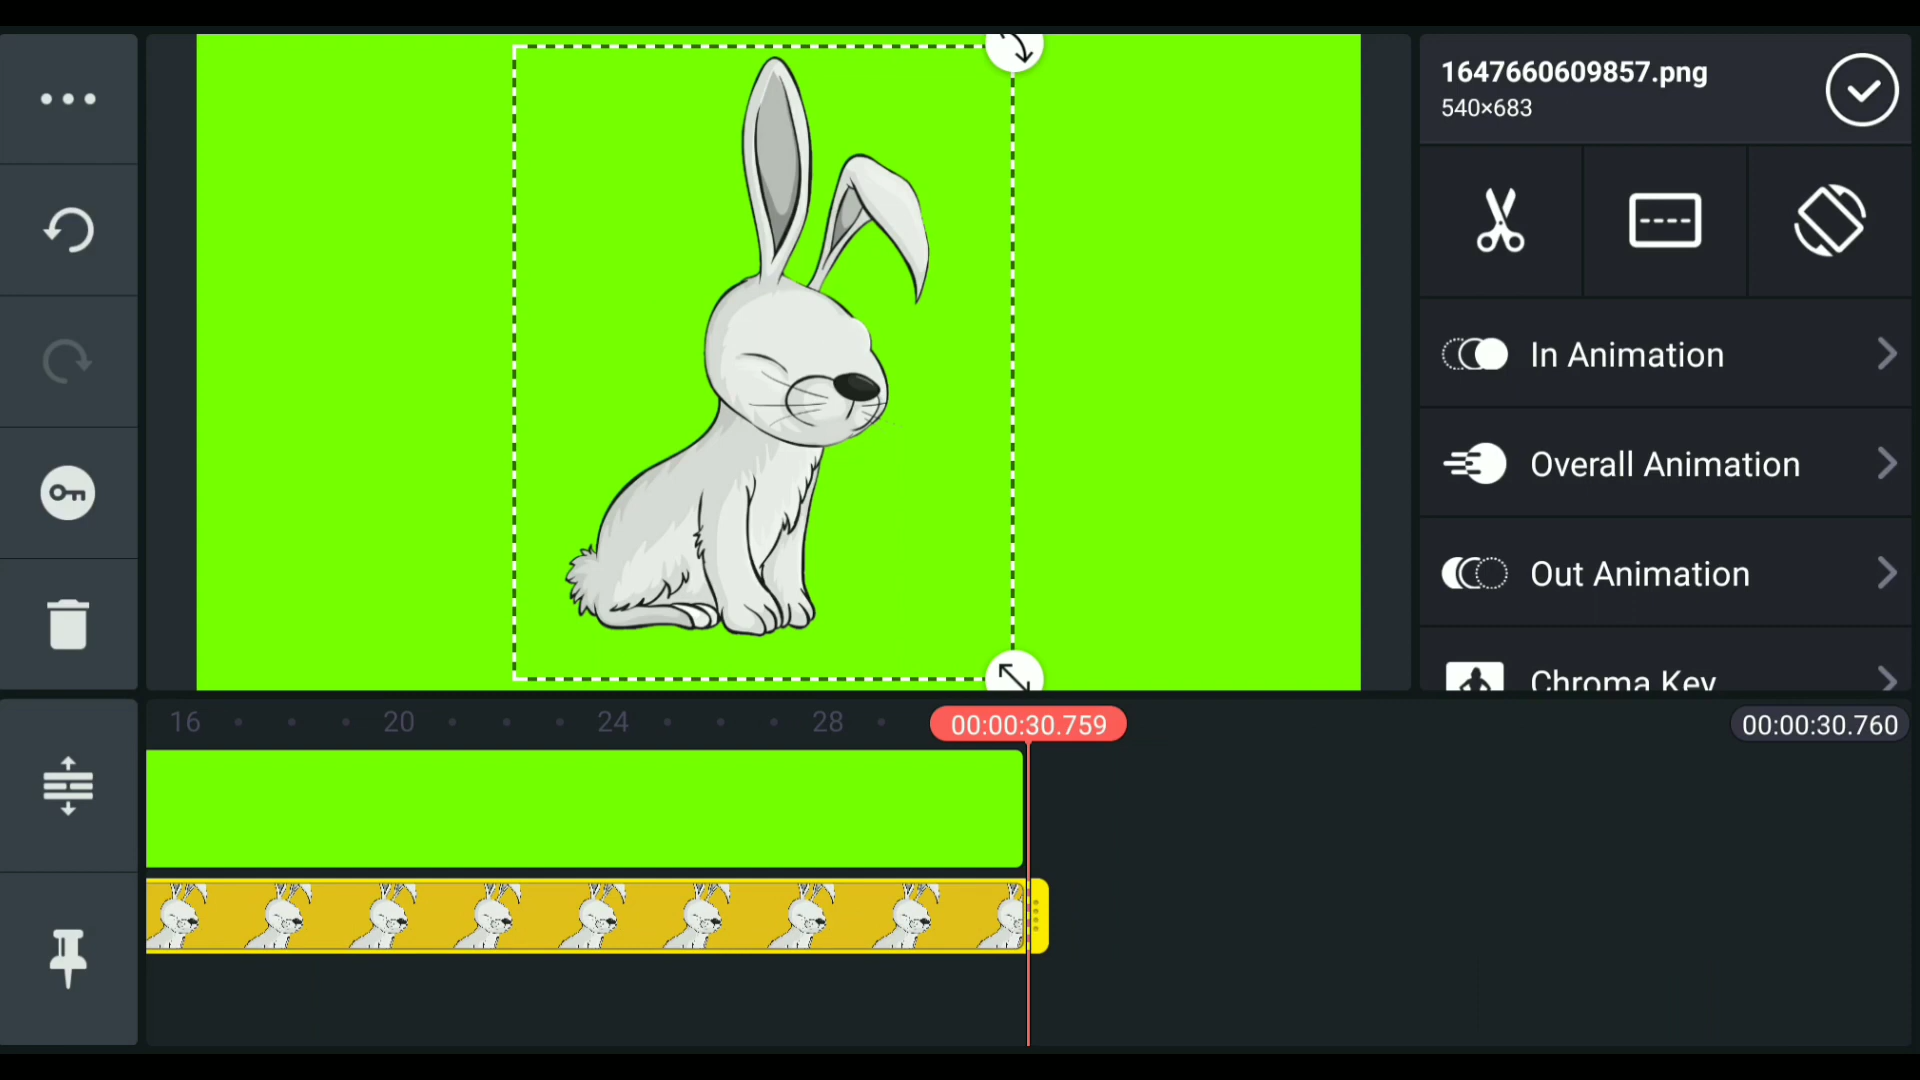 1647660609857.png
540×683
In Animation
Overall Animation
Out Animation
Chroma Key
16 20 24 28 00:00:30.759 00:00:30.760